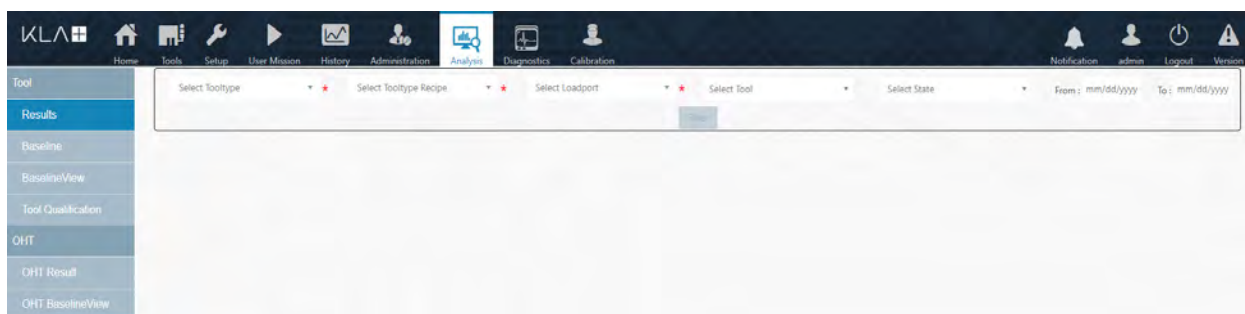 KLA
Home
Tools
Setup
User Mission
History
Administration
Analysis
Diagnostics
Calibration
Notification
admin
Logout
Version
Tool
Results
Baseline
BaselineView
Tool Qualification
OHT
OHT Result
OHT BaselineView
Select Tooltype *
Select Tooltype Recipe *
Select Loadport *
Select Tool
Select State
From : mm/dd/yyyy
To : mm/dd/yyyy